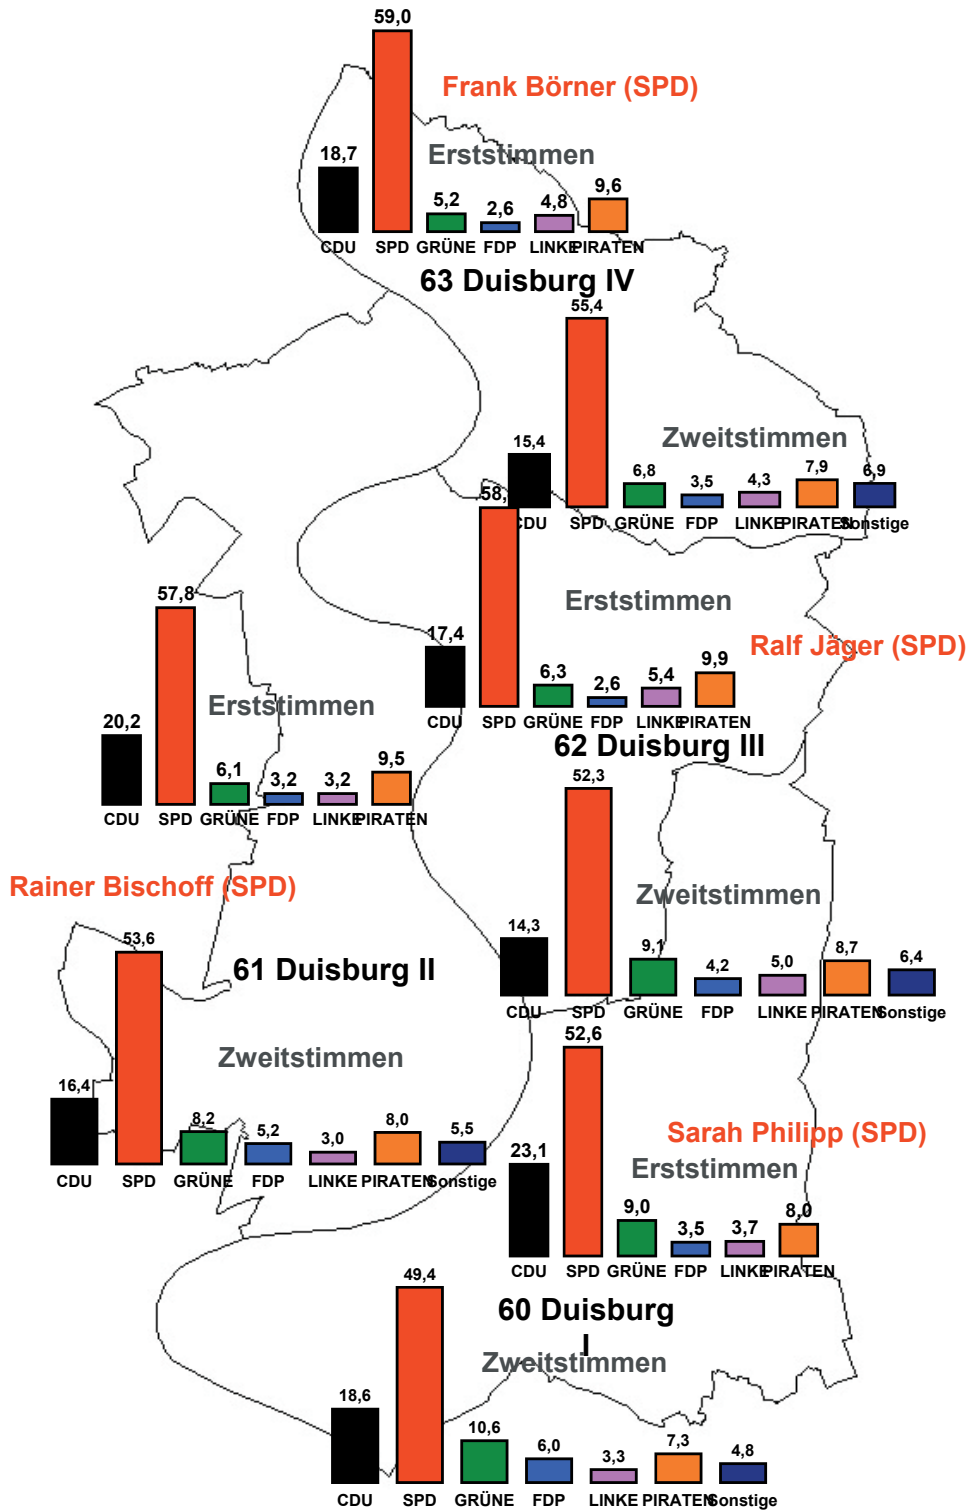 59,0
Frank Börner (SPD)
Erststimmen
18,7
5,2
2,6
4,8
9,6
CDU SPD GRÜNE FDP LINKE PIRATEN
63 Duisburg IV
55,4
Zweitstimmen
15,4
6,8
3,5
4,3
7,9
6,9
CDU SPD GRÜNE FDP LINKE PIRATEN Sonstige
58,
Erststimmen
17,4
6,3
2,6
5,4
9,9
Ralf Jäger (SPD)
CDU SPD GRÜNE FDP LINKE PIRATEN
62 Duisburg III
57,8
Erststimmen
20,2
6,1
3,2
3,2
9,5
CDU SPD GRÜNE FDP LINKE PIRATEN
52,3
Zweitstimmen
14,3
9,1
4,2
5,0
8,7
6,4
CDU SPD GRÜNE FDP LINKE PIRATEN Sonstige
Rainer Bischoff (SPD)
53,6
61 Duisburg II
Zweitstimmen
16,4
8,2
5,2
3,0
8,0
5,5
CDU SPD GRÜNE FDP LINKE PIRATEN Sonstige
52,6
Sarah Philipp (SPD)
Erststimmen
23,1
9,0
3,5
3,7
8,0
CDU SPD GRÜNE FDP LINKE PIRATEN
49,4
60 Duisburg
I
Zweitstimmen
18,6
10,6
6,0
3,3
7,3
4,8
CDU SPD GRÜNE FDP LINKE PIRATEN Sonstige